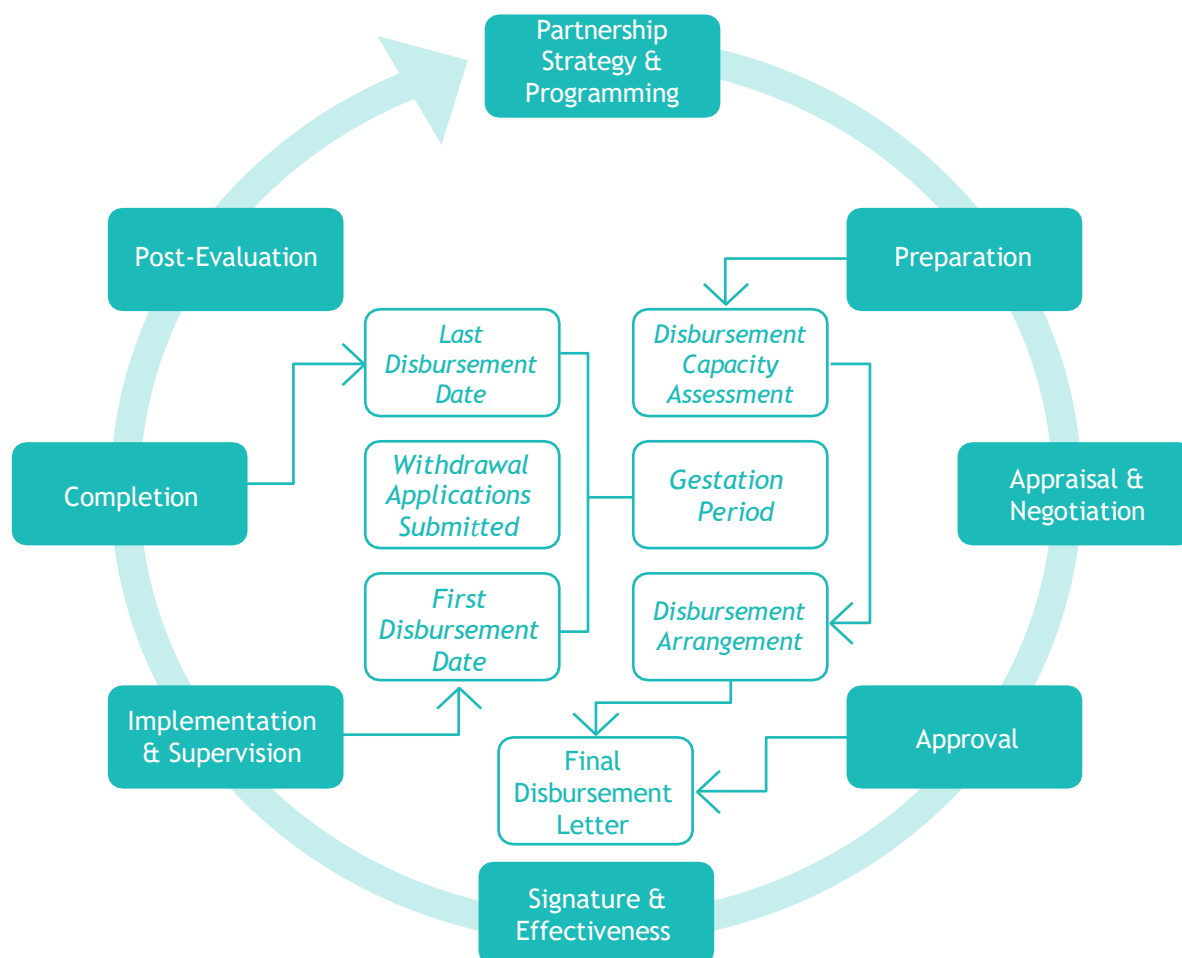 Partnership
Strategy &
Programming
Post-Evaluation
Preparation
Last
Disbursement
Date
Disbursement
Capacity
Assessment
Completion
Withdrawal
Applications
Submitted
Gestation
Period
Appraisal &
Negotiation
First
Disbursement
Date
Disbursement
Arrangement
Implementation
& Supervision
Final
Disbursement
Letter
Approval
Signature &
Effectiveness